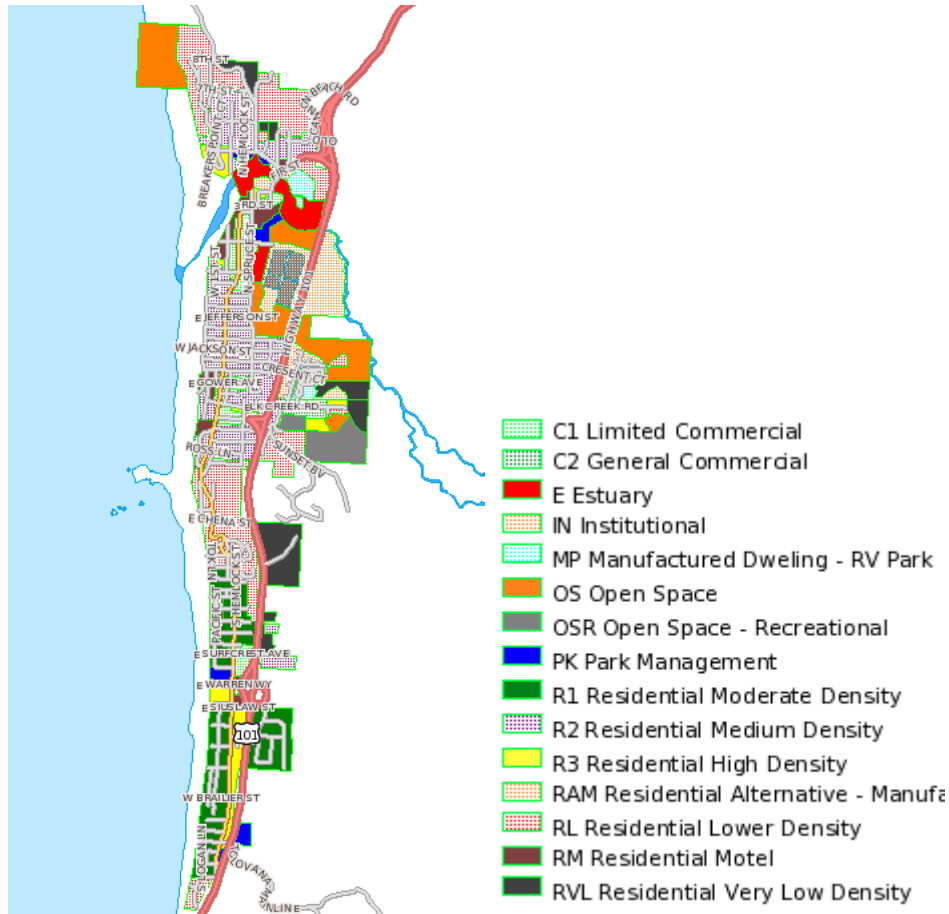 8TH ST
7TH ST
N HEMLOCK ST
BREAKERS POINT CT
N BEACH RD
FIR ST
3RD ST
N SPRUCE ST
W 1ST ST
HIGHWAY 101
E JEFFERSON ST
W JACKSON ST
CRESENT CT
E GOWER AVE
ELK CREEK RD
ROSS LN
SUNSET BV
E CHENA ST
S HEMLOCK ST
PACIFIC ST
E SURFCREST AVE
E WARREN WY
E SIUSLAW ST
101
W BRAILIER ST
S LOGAN LN
MAINLINE
C1 Limited Commercial
C2 General Commercial
E Estuary
IN Institutional
MP Manufactured Dweling - RV Park
OS Open Space
OSR Open Space - Recreational
PK Park Management
R1 Residential Moderate Density
R2 Residential Medium Density
R3 Residential High Density
RAM Residential Alternative - Manufa
RL Residential Lower Density
RM Residential Motel
RVL Residential Very Low Density